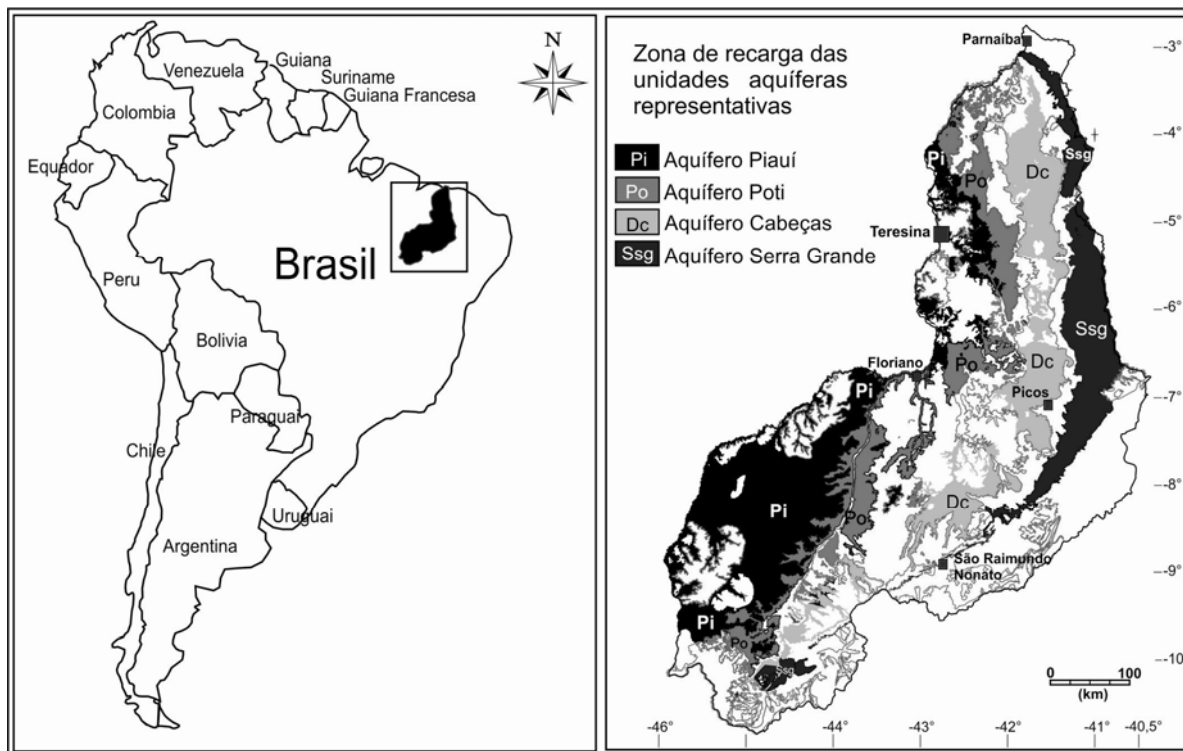 N
Guiana
Suriname
Guiana Francesa
Venezuela
Colombia
Equador
Brasil
Peru
Bolivia
Paraguai
Chile
Uruguai
Argentina
Zona de recarga das
unidades aquíferas
representativas
Pi Aquífero Piauí
Po Aquífero Poti
Dc Aquífero Cabeças
Ssg Aquífero Serra Grande
Parnaíba
-3°
-4°
Ssg
Pi
Po
Dc
Teresina
-5°
-6°
Ssg
Floriano
Po
Dc
Pi
Picos
-7°
-8°
Pi
Po
Dc
São Raimundo
Nonato
-9°
Pi
Po
Ssg
-10°
0 100
(km)
-46° -45° -44° -43° -42° -41° -40,5°